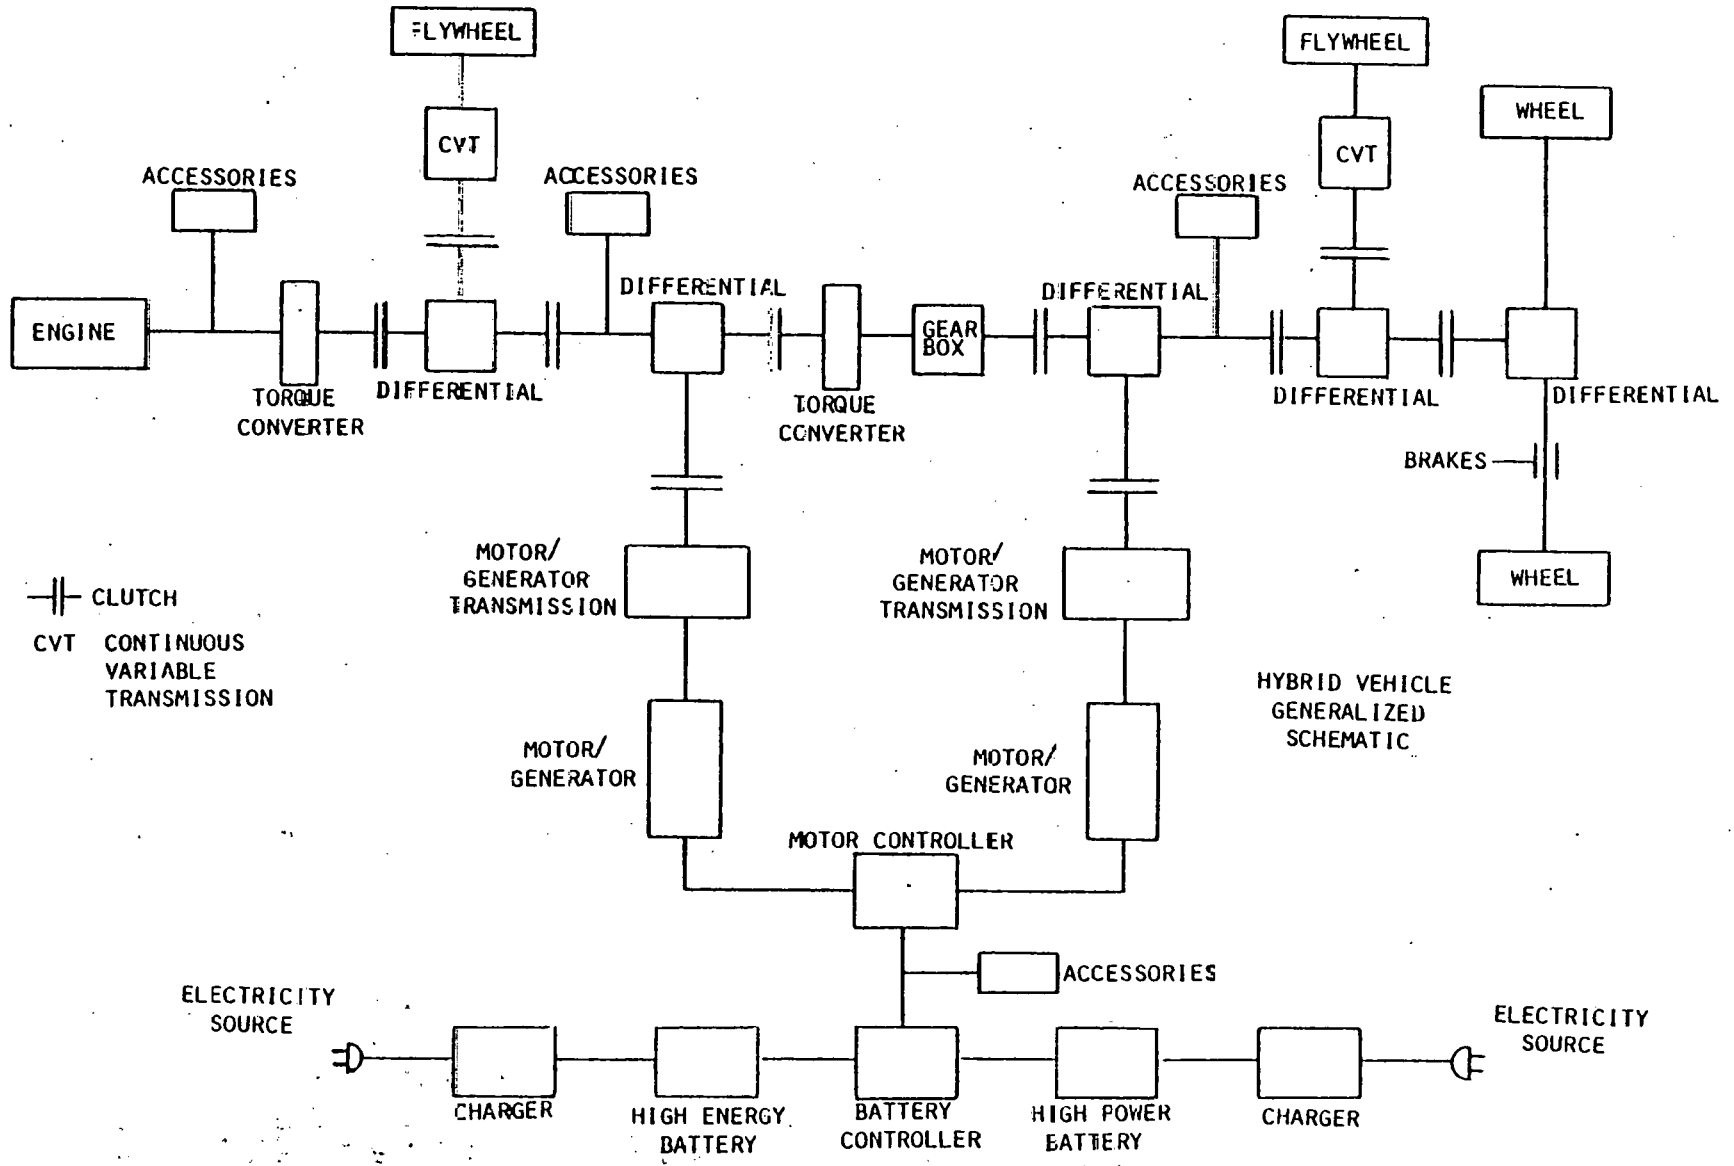 FLYWHEEL
FLYWHEEL
WHEEL
CVT
CVT
ACCESSORIES
ACCESSORIES
ACCESSORIES
DIFFERENTIAL
DIFFERENTIAL
ENGINE
GEAR
BOX
TORQUE
CONVERTER
DIFFERENTIAL
TORQUE
CONVERTER
DIFFERENTIAL
DIFFERENTIAL
BRAKES
MOTOR/
GENERATOR
TRANSMISSION
MOTOR/
GENERATOR
TRANSMISSION
WHEEL
CLUTCH
CVT CONTINUOUS
VARIABLE
TRANSMISSION
HYBRID VEHICLE
GENERALIZED
SCHEMATIC
MOTOR/
GENERATOR
MOTOR/
GENERATOR
MOTOR CONTROLLER
ACCESSORIES
ELECTRICITY
SOURCE
ELECTRICITY
SOURCE
CHARGER
HIGH ENERGY
BATTERY
BATTERY
CONTROLLER
HIGH POWER
BATTERY
CHARGER